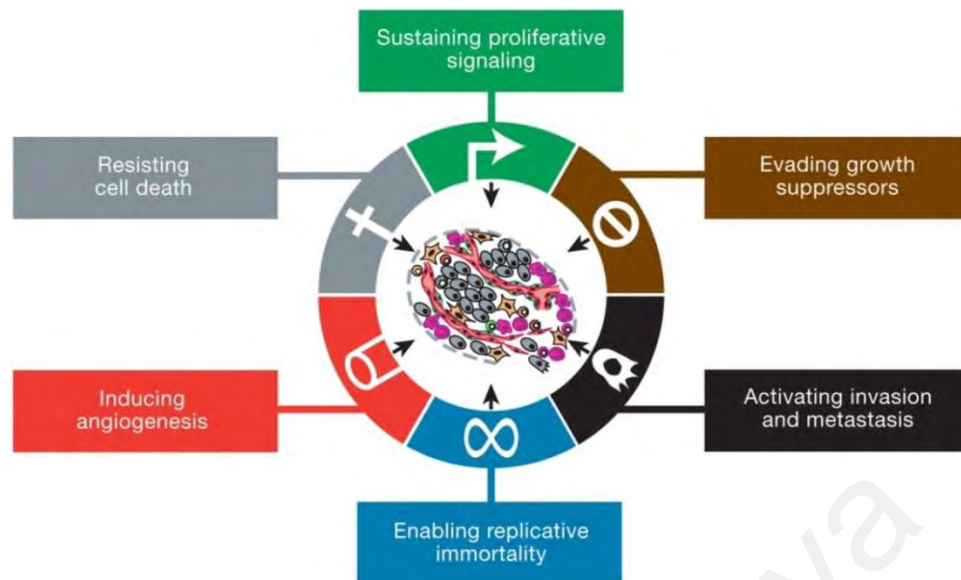 Sustaining proliferative
signaling
Resisting
cell death
Evading growth
suppressors
Inducing
angiogenesis
Activating invasion
and metastasis
Enabling replicative
immortality